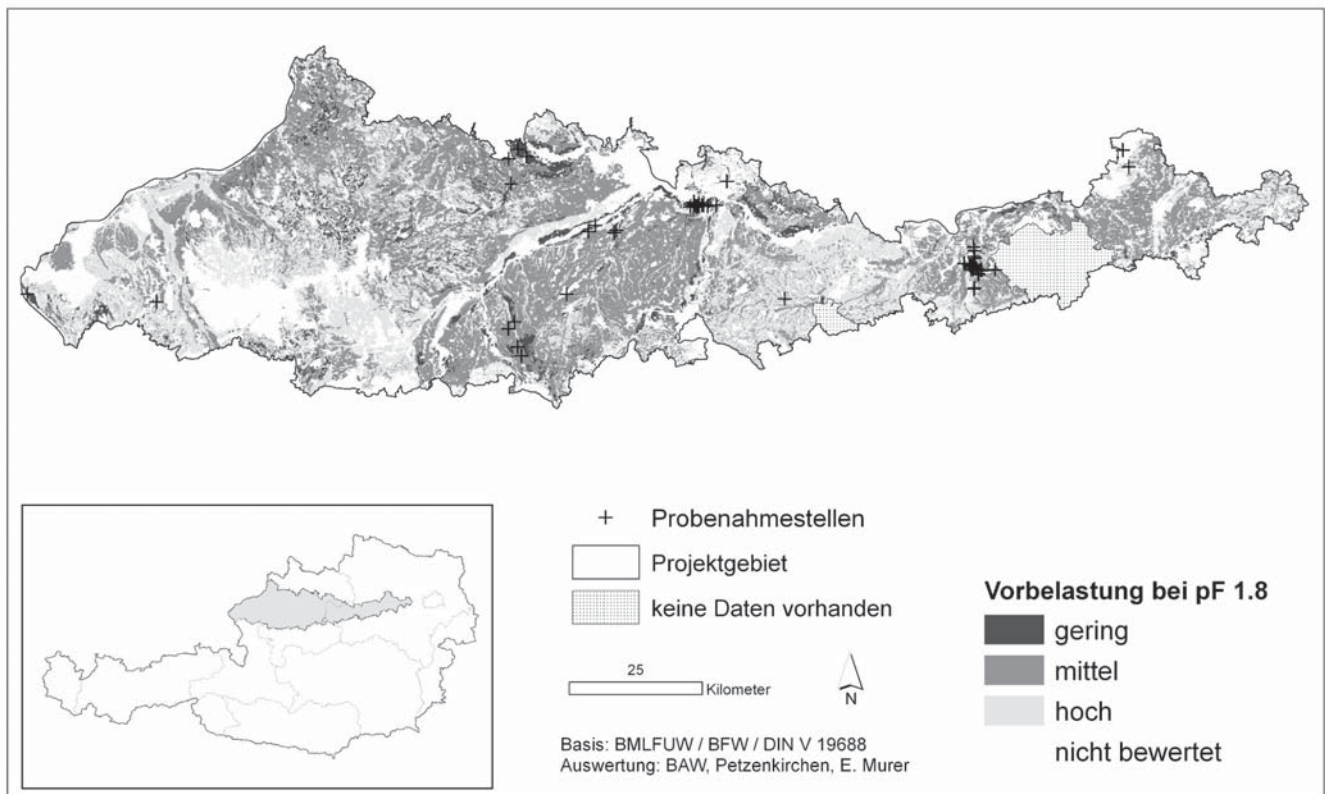 + Probenahmestellen
Projektgebiet
keine Daten vorhanden
25
Kilometer
N
Basis: BMLFUW / BFW / DIN V 19688
Auswertung: BAW, Petzenkirchen, E. Murer
Vorbelastung bei pF 1.8
gering
mittel
hoch
nicht bewertet